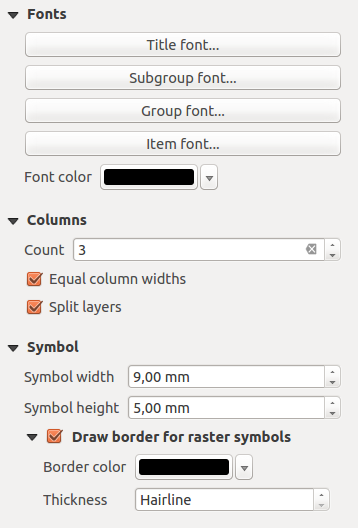 Fonts
Title font...
Subgroup font...
Group font...
Item font...
Font color
Columns
Count 3
Equal column widths
Split layers
Symbol
Symbol width 9,00 mm
Symbol height 5,00 mm
Draw border for raster symbols
Border color
Thickness Hairline